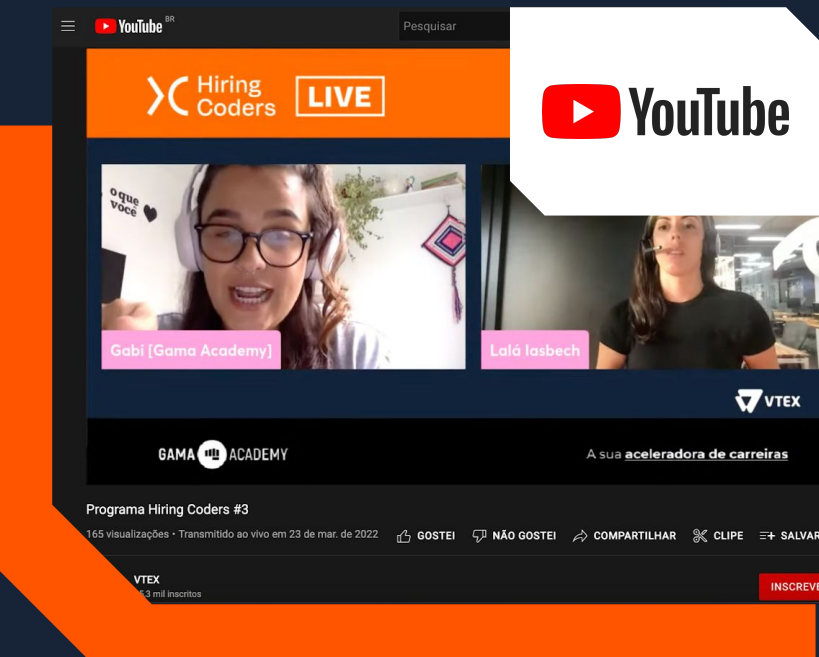 YouTube BR
Pesquisar
YouTube
Hiring
Coders
LIVE
o que
você
Gabi [Gama Academy]
Lalá Iasbech
VTEX
GAMA ACADEMY
A sua aceleradora de carreiras
Programa Hiring Coders #3
165 visualizações • Transmitido ao vivo em 23 de mar. de 2022
GOSTEI
NÃO GOSTEI
COMPARTILHAR
CLIPE
SALVAR
VTEX
mil inscritos